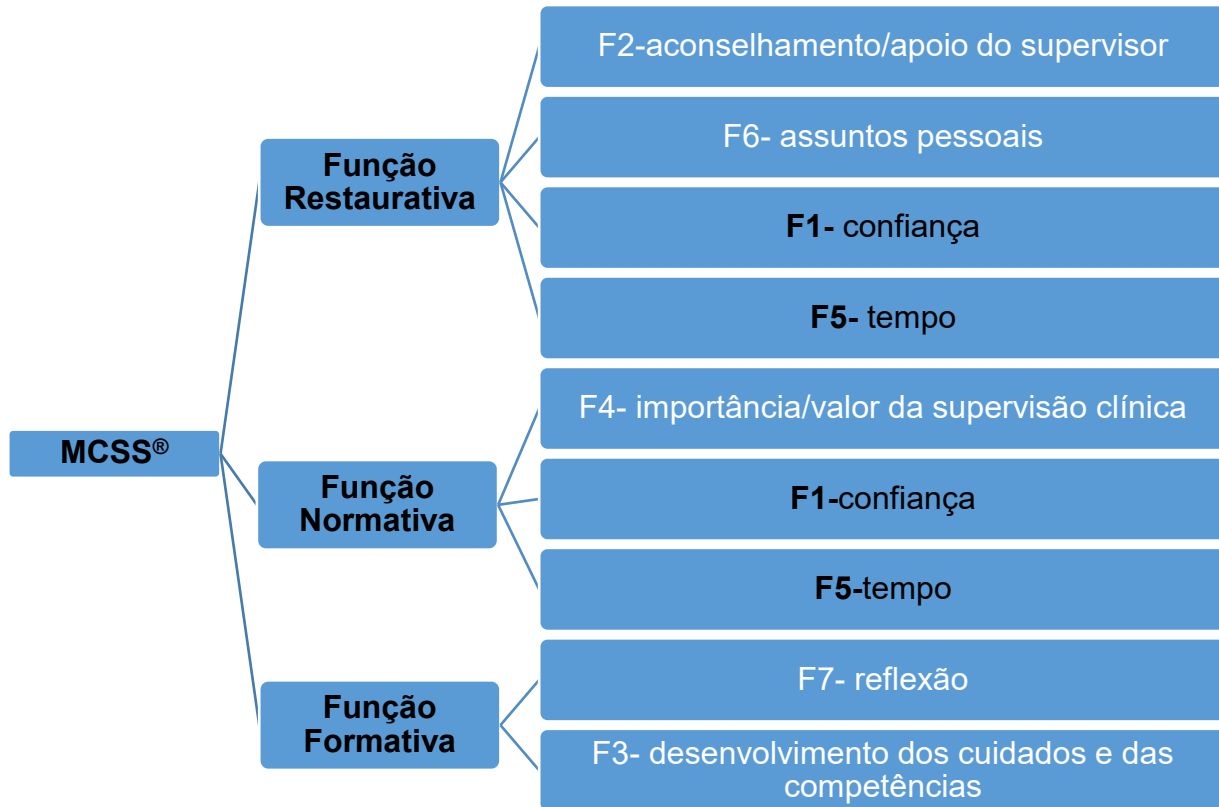 MCSS®
Função
Restaurativa
F2-aconselhamento/apoio do supervisor
F6- assuntos pessoais
F1- confiança
F5- tempo
Função
Normativa
F4- importância/valor da supervisão clínica
F1-confiança
F5-tempo
Função
Formativa
F7- reflexão
F3- desenvolvimento dos cuidados e das
competências